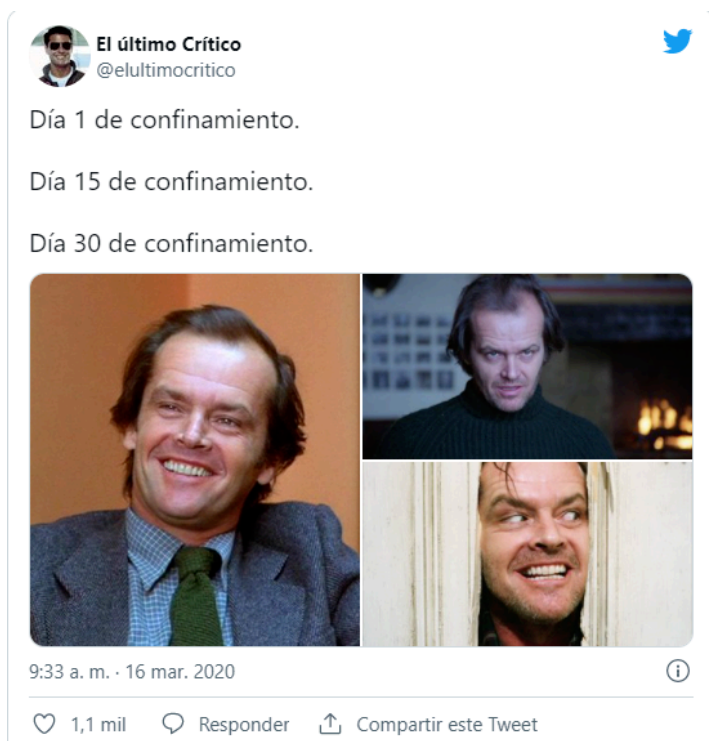 El último Crítico
@elultimocritico
Día 1 de confinamiento.
Día 15 de confinamiento.
Día 30 de confinamiento.
9:33 a. m. · 16 mar. 2020
1,1 mil Responder Compartir este Tweet